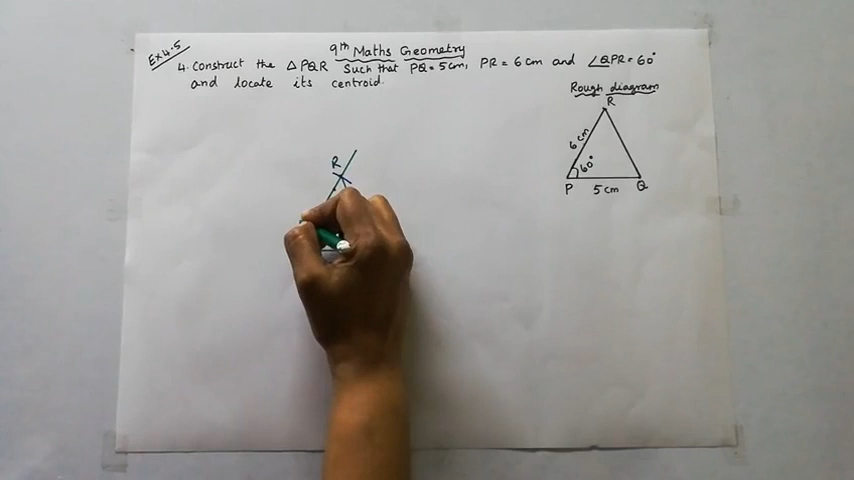 Ex 4.5
9th Maths Geometry
4. Construct the △PQR Such that PQ = 5cm, PR = 6 cm and ∠QPR = 60°
and locate its centroid.
Rough diagram
R
6 cm
60°
P 5 cm Q
R